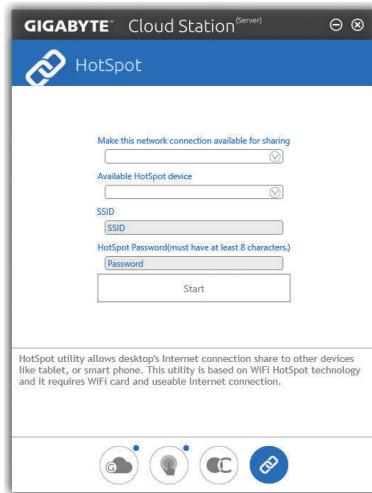 GIGABYTE™ Cloud Station (Server)
HotSpot
Make this network connection available for sharing
Available HotSpot device
SSID
SSID
HotSpot Password(must have at least 8 characters.)
Password
Start
HotSpot utility allows desktop's Internet connection share to other devices
like tablet, or smart phone. This utility is based on WiFi HotSpot technology
and it requires WiFi card and useable Internet connection.
G